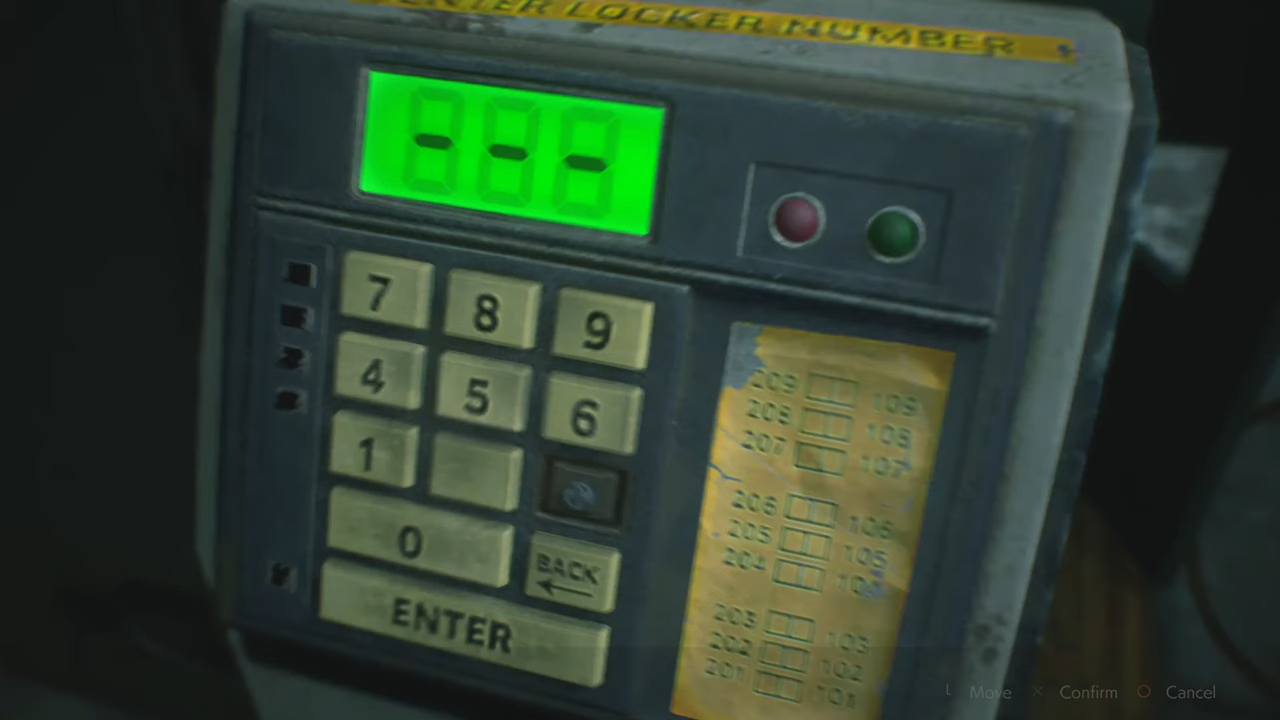 ENTER LOCKER NUMBER
- - -
7 8 9
4 5 6
1
0 BACK
ENTER
209 109
208 108
207 107
206 106
205 105
204 104
203 103
202 102
201 101
Move × Confirm O Cancel